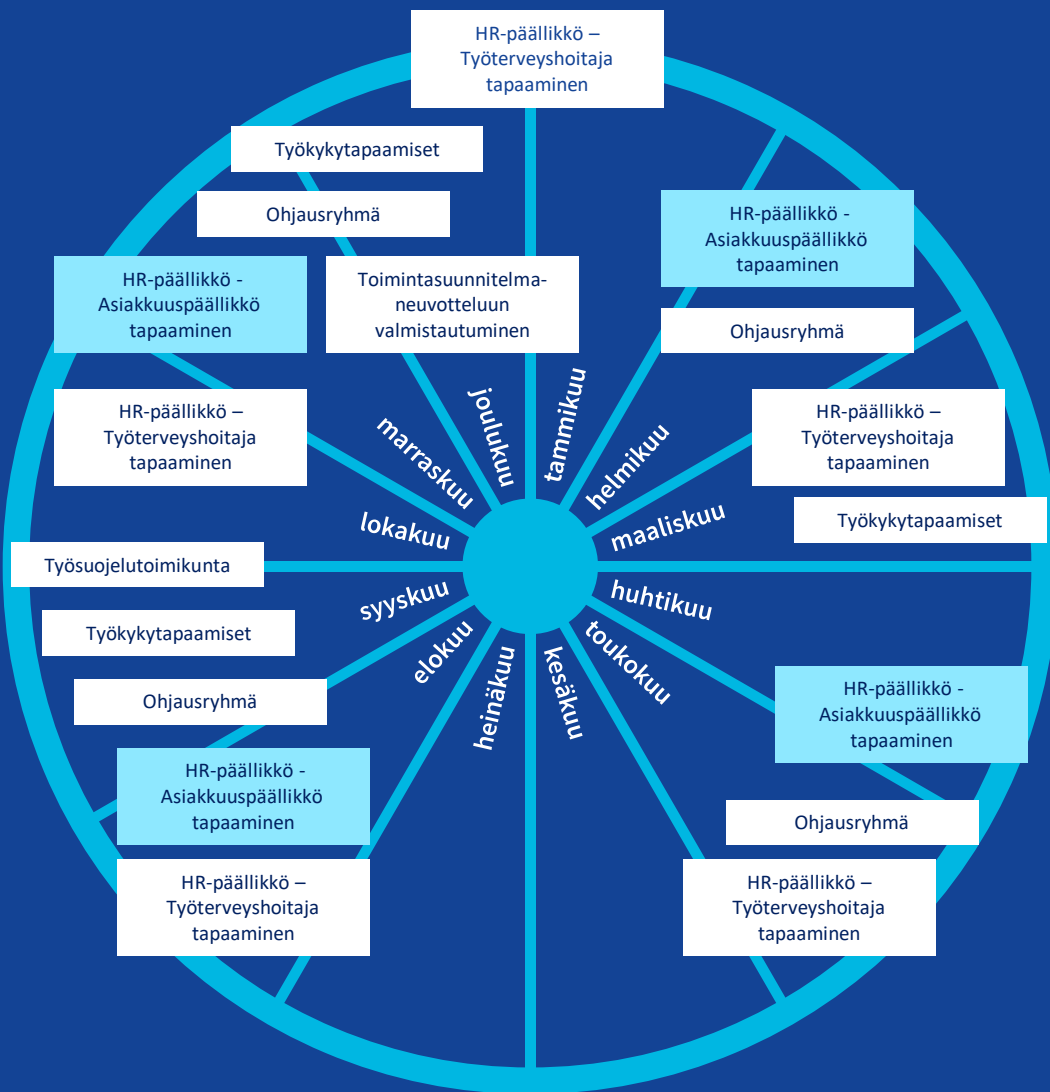 HR-päällikkö –
Työterveyshoitaja
tapaaminen
Työkykytapaamiset
Ohjausryhmä
HR-päällikkö -
Asiakkuuspäällikkö
tapaaminen
Toimintasuunnitelma-
neuvotteluun
valmistautuminen
HR-päällikkö -
Asiakkuuspäällikkö
tapaaminen
Ohjausryhmä
HR-päällikkö –
Työterveyshoitaja
tapaaminen
HR-päällikkö –
Työterveyshoitaja
tapaaminen
Työkykytapaamiset
tammikuu
helmikuu
maaliskuu
huhtikuu
toukokuu
kesäkuu
heinäkuu
elokuu
syyskuu
lokakuu
marraskuu
joulukuu
Työsuojelutoimikunta
Työkykytapaamiset
Ohjausryhmä
HR-päällikkö -
Asiakkuuspäällikkö
tapaaminen
HR-päällikkö –
Työterveyshoitaja
tapaaminen
HR-päällikkö -
Asiakkuuspäällikkö
tapaaminen
Ohjausryhmä
HR-päällikkö –
Työterveyshoitaja
tapaaminen